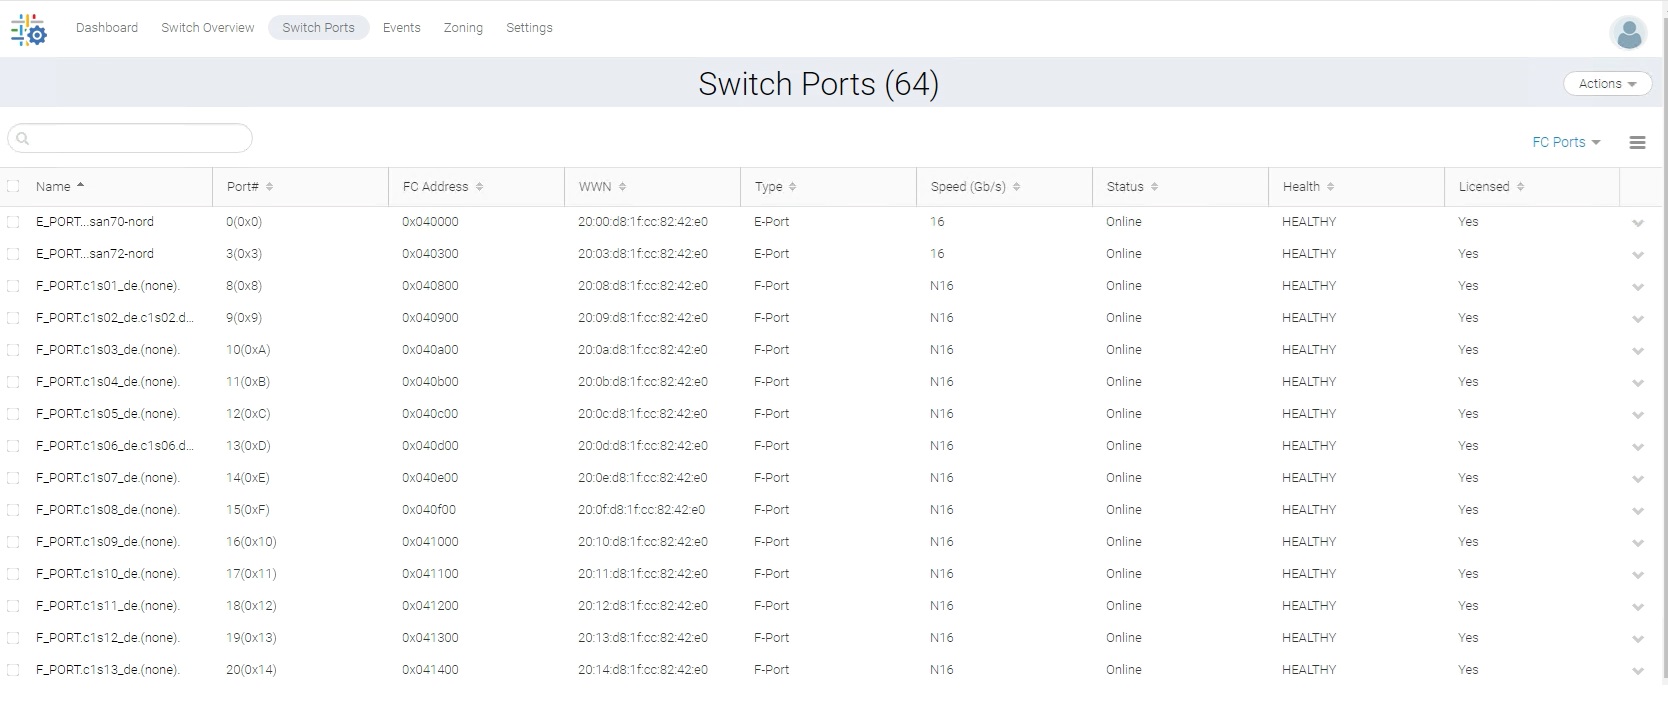 Dashboard Switch Overview Switch Ports Events Zoning Settings
Switch Ports (64)
Actions
FC Ports
Name Port# FC Address WWN Type Speed (Gb/s) Status Health Licensed
E_PORT...san70-nord 0(0x0) 0x040000 20:00:d8:1f:cc:82:42:e0 E-Port 16 Online HEALTHY Yes
E_PORT...san72-nord 3(0x3) 0x040300 20:03:d8:1f:cc:82:42:e0 E-Port 16 Online HEALTHY Yes
F_PORT.c1s01_de.(none). 8(0x8) 0x040800 20:08:d8:1f:cc:82:42:e0 F-Port N16 Online HEALTHY Yes
F_PORT.c1s02_de.c1s02.d... 9(0x9) 0x040900 20:09:d8:1f:cc:82:42:e0 F-Port N16 Online HEALTHY Yes
F_PORT.c1s03_de.(none). 10(0xA) 0x040a00 20:0a:d8:1f:cc:82:42:e0 F-Port N16 Online HEALTHY Yes
F_PORT.c1s04_de.(none). 11(0xB) 0x040b00 20:0b:d8:1f:cc:82:42:e0 F-Port N16 Online HEALTHY Yes
F_PORT.c1s05_de.(none). 12(0xC) 0x040c00 20:0c:d8:1f:cc:82:42:e0 F-Port N16 Online HEALTHY Yes
F_PORT.c1s06_de.c1s06.d... 13(0xD) 0x040d00 20:0d:d8:1f:cc:82:42:e0 F-Port N16 Online HEALTHY Yes
F_PORT.c1s07_de.(none). 14(0xE) 0x040e00 20:0e:d8:1f:cc:82:42:e0 F-Port N16 Online HEALTHY Yes
F_PORT.c1s08_de.(none). 15(0xF) 0x040f00 20:0f:d8:1f:cc:82:42:e0 F-Port N16 Online HEALTHY Yes
F_PORT.c1s09_de.(none). 16(0x10) 0x041000 20:10:d8:1f:cc:82:42:e0 F-Port N16 Online HEALTHY Yes
F_PORT.c1s10_de.(none). 17(0x11) 0x041100 20:11:d8:1f:cc:82:42:e0 F-Port N16 Online HEALTHY Yes
F_PORT.c1s11_de.(none). 18(0x12) 0x041200 20:12:d8:1f:cc:82:42:e0 F-Port N16 Online HEALTHY Yes
F_PORT.c1s12_de.(none). 19(0x13) 0x041300 20:13:d8:1f:cc:82:42:e0 F-Port N16 Online HEALTHY Yes
F_PORT.c1s13_de.(none). 20(0x14) 0x041400 20:14:d8:1f:cc:82:42:e0 F-Port N16 Online HEALTHY Yes